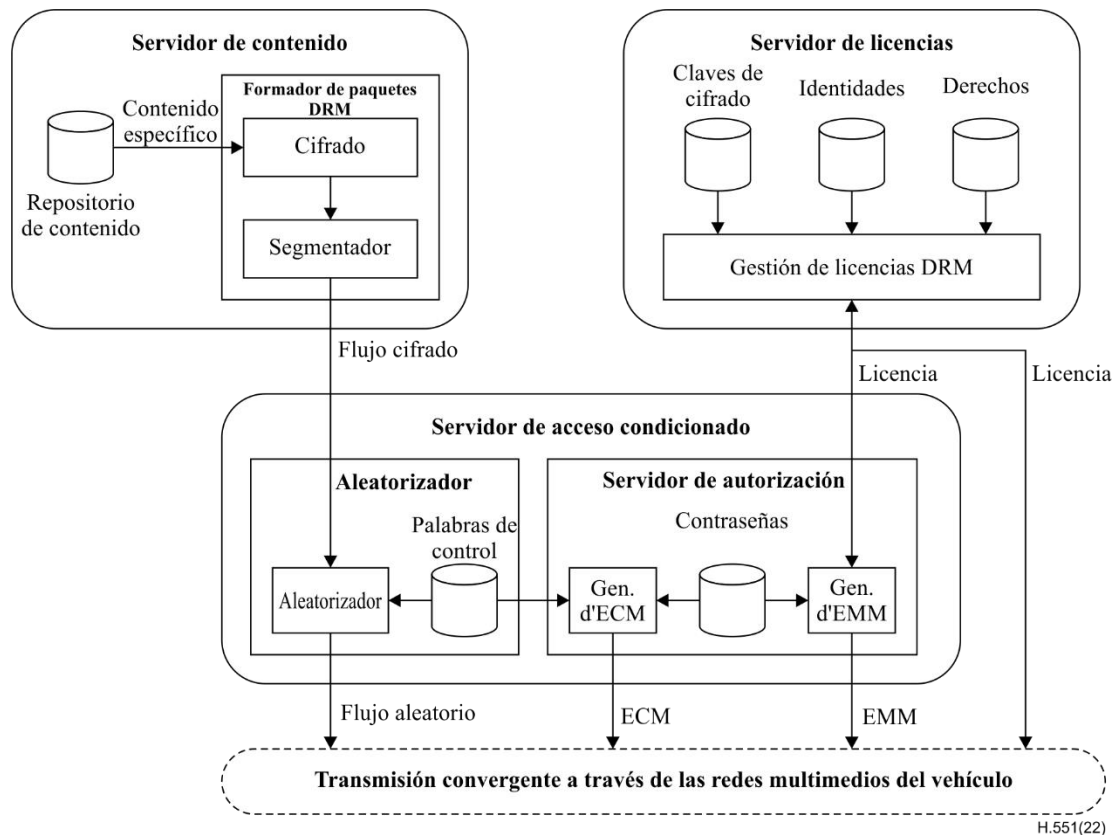 Servidor de contenido
Formador de paquetes
DRM
Contenido
específico
Cifrado
Repositorio
de contenido
Segmentador
Servidor de licencias
Claves de
cifrado
Identidades
Derechos
Gestión de licencias DRM
Flujo cifrado
Licencia
Licencia
Servidor de acceso condicionado
Aleatorizador
Palabras de
control
Aleatorizador
Servidor de autorización
Contraseñas
Gen.
d'ECM
Gen.
d'EMM
Flujo aleatorio
ECM
EMM
Transmisión convergente a través de las redes multimedios del vehículo
H.551(22)